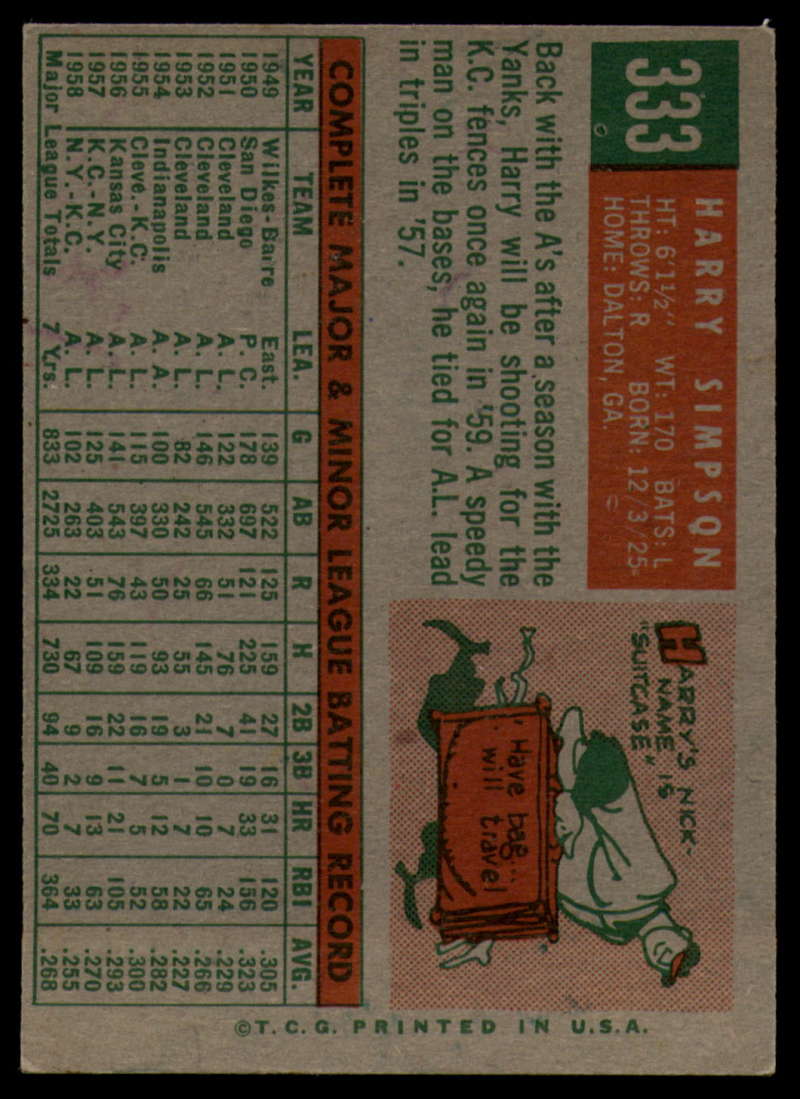 333
HARRY SIMPSON
HT: 6'1½" WT: 170 BATS: L
THROWS: R BORN: 12/3/25
HOME: DALTON, GA.
Back with the A's after a season with the
Yanks, Harry will be shooting for the
K.C. fences once again in '59. A speedy
man on the bases, he tied for A.L. lead
in triples in '57.
HARRY'S NICK-
NAME IS
"SUITCASE"
Have bag...
will travel
COMPLETE MAJOR & MINOR LEAGUE BATTING RECORD
YEAR TEAM LEA. G AB R H 2B 3B HR RBI AVG.
1949 Wilkes-Barre East. 139 522 125 159 27 16 31 120 .305
1950 San Diego P. C. 178 697 121 225 41 19 33 156 .323
1951 Cleveland A. L. 122 332 51 76 7 0 7 24 .229
1952 Cleveland A. L. 146 545 66 145 21 10 10 65 .266
1953 Cleveland A. L. 82 242 25 55 3 1 7 22 .227
1954 Indianapolis A. A. 100 330 50 93 19 5 12 58 .282
1955 Cleve.-K.C. A. L. 115 397 43 119 16 7 5 52 .300
1956 Kansas City A. L. 141 543 76 159 22 11 21 105 .293
1957 K.C.-N.Y. A. L. 125 403 51 109 16 9 13 63 .270
1958 N.Y.-K.C. A. L. 102 263 22 67 9 2 7 33 .255
Major League Totals 7 Yrs. 833 2725 334 730 94 40 70 364 .268
©T.C.G. PRINTED IN U.S.A.